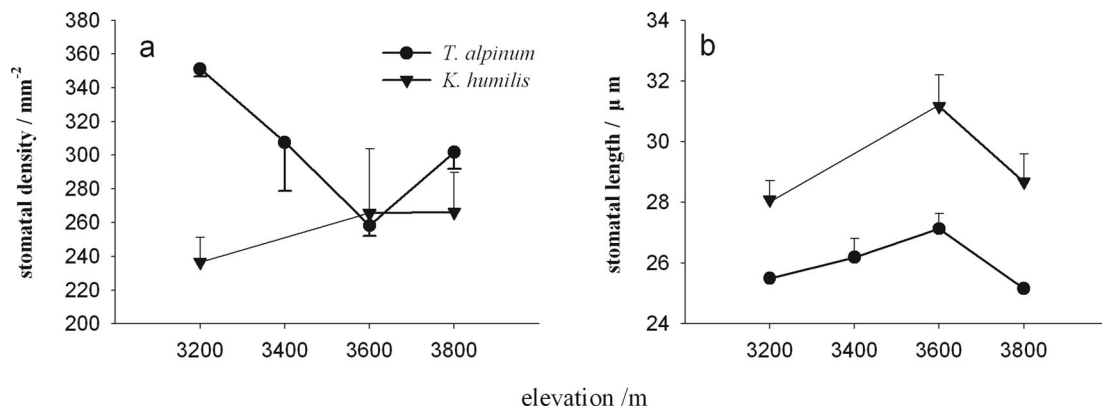 a
T. alpinum
K. humilis
stomatal density / mm⁻²
380
360
340
320
300
280
260
240
220
200
3200 3400 3600 3800
b
stomatal length / μ m
34
32
30
28
26
24
3200 3400 3600 3800
elevation /m